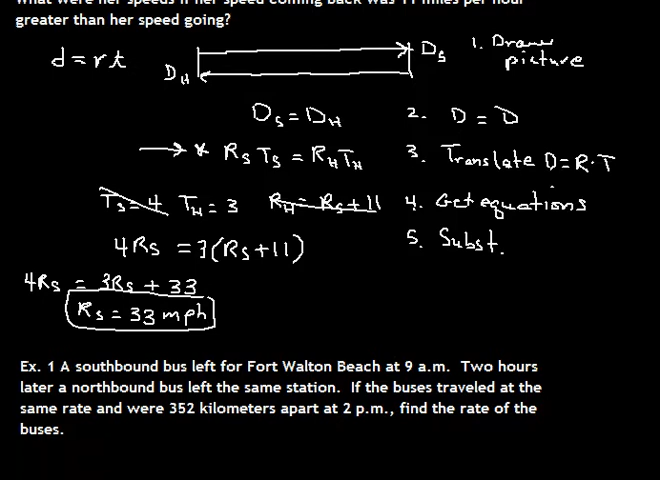 greater than her speed going?
d = r t
D_H
D_S
1. Draw
picture
D_S = D_H
2. D = D
* R_S T_S = R_H T_H
3. Translate D = R · T
T_S = 4 T_H = 3 R_H = R_S + 11
4. Get equations
4R_S = 3(R_S + 11)
5. Subst.
4R_S = 3R_S + 33
R_S = 33 mph
Ex. 1 A southbound bus left for Fort Walton Beach at 9 a.m. Two hours
later a northbound bus left the same station. If the buses traveled at the
same rate and were 352 kilometers apart at 2 p.m., find the rate of the
buses.